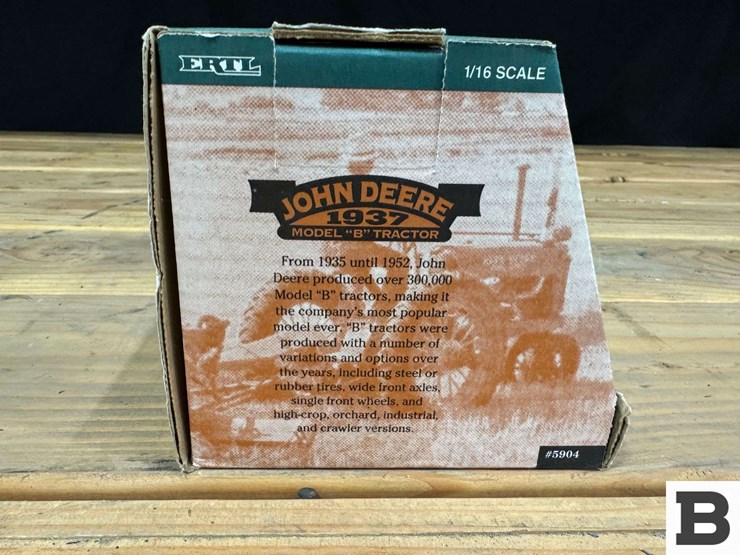 ERTL
1/16 SCALE
JOHN DEERE
1937
MODEL "B" TRACTOR
From 1935 until 1952, John
Deere produced over 300,000
Model "B" tractors, making it
the company's most popular
model ever. "B" tractors were
produced with a number of
variations and options over
the years, including steel or
rubber tires, wide front axles,
single front wheels, and
high-crop, orchard, industrial,
and crawler versions.
#5904
B